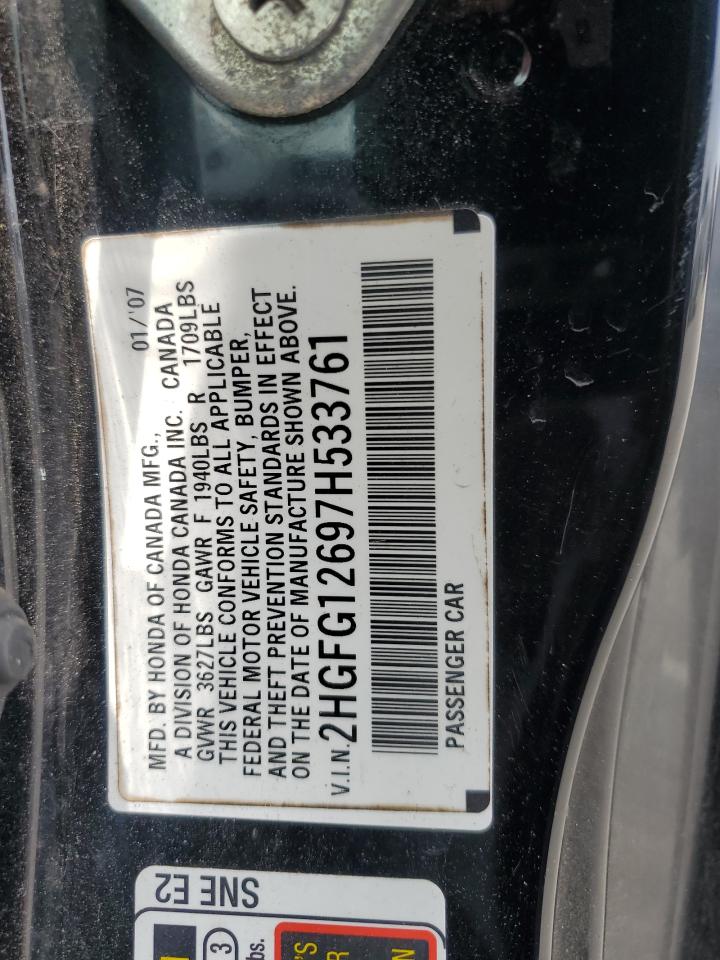 MFD. BY HONDA OF CANADA MFG., 01/'07
A DIVISION OF HONDA CANADA INC. CANADA
GVWR 3627LBS GAWR F 1940LBS R 1709LBS
THIS VEHICLE CONFORMS TO ALL APPLICABLE
FEDERAL MOTOR VEHICLE SAFETY, BUMPER,
AND THEFT PREVENTION STANDARDS IN EFFECT
ON THE DATE OF MANUFACTURE SHOWN ABOVE.
V.I.N. 2HGFG12697H533761
PASSENGER CAR
SNE E2
3
bs.
'S
R
N